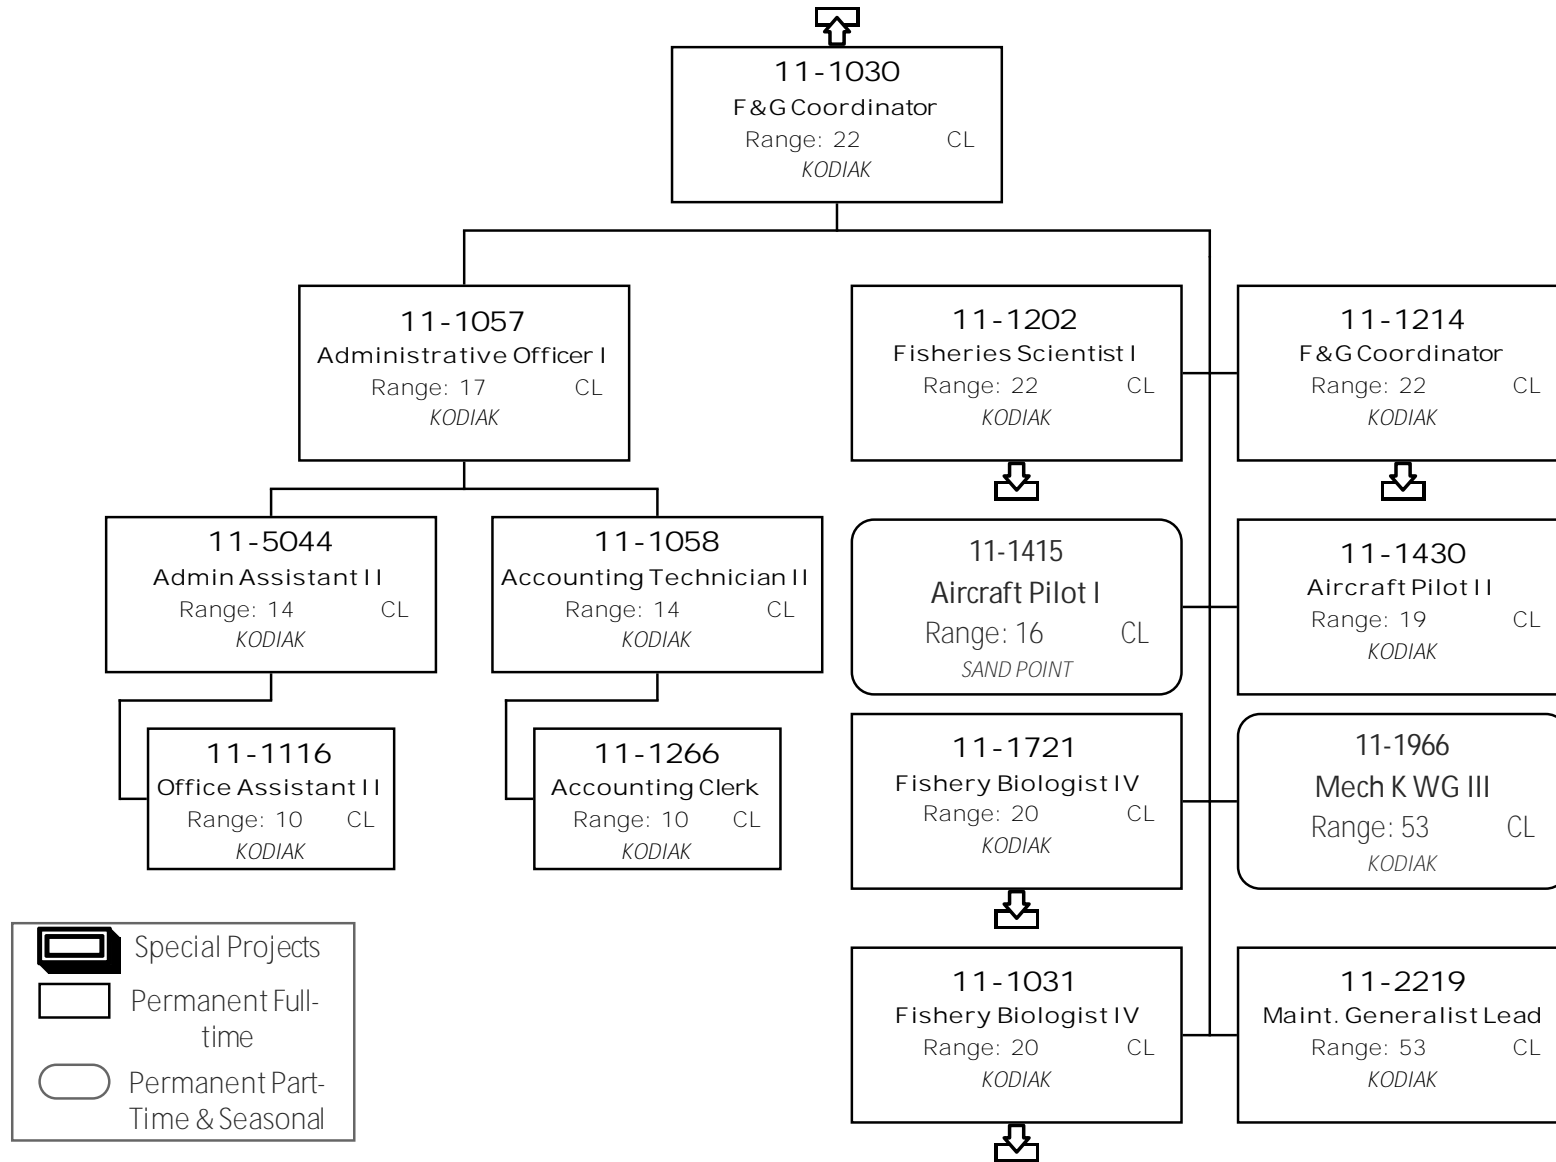 11-1030
F&G Coordinator
Range: 22 CL
KODIAK
11-1057
Administrative Officer I
Range: 17 CL
KODIAK
11-1202
Fisheries Scientist I
Range: 22 CL
KODIAK
11-1214
F&G Coordinator
Range: 22 CL
KODIAK
11-5044
Admin Assistant II
Range: 14 CL
KODIAK
11-1058
Accounting Technician II
Range: 14 CL
KODIAK
11-1415
Aircraft Pilot I
Range: 16 CL
SAND POINT
11-1430
Aircraft Pilot II
Range: 19 CL
KODIAK
11-1116
Office Assistant II
Range: 10 CL
KODIAK
11-1266
Accounting Clerk
Range: 10 CL
KODIAK
11-1721
Fishery Biologist IV
Range: 20 CL
KODIAK
11-1966
Mech K WG III
Range: 53 CL
KODIAK
11-1031
Fishery Biologist IV
Range: 20 CL
KODIAK
11-2219
Maint. Generalist Lead
Range: 53 CL
KODIAK
Special Projects
Permanent Full-
time
Permanent Part-
Time & Seasonal